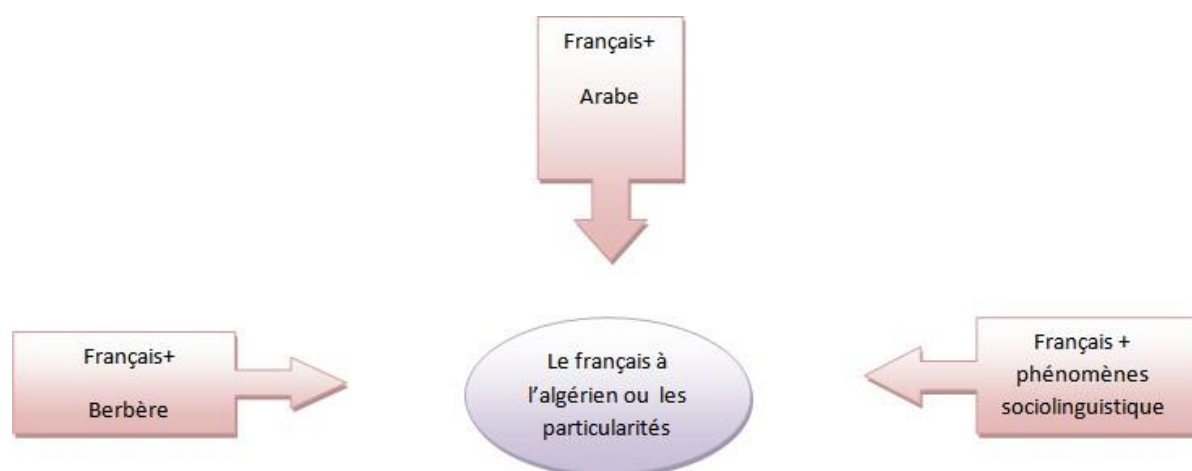 Français+
Arabe
Français+
Berbère
Le français à
l'algérien ou les
particularités
Français +
phénomènes
sociolinguistique